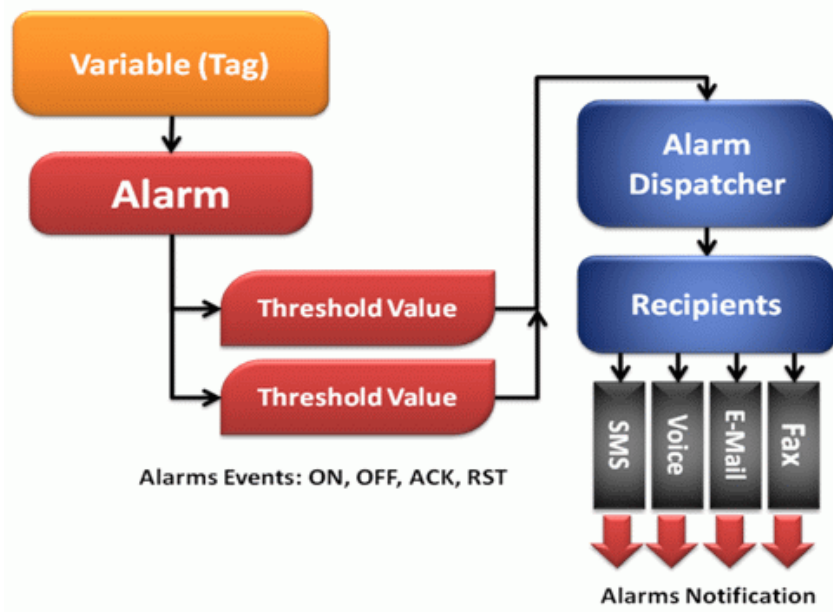 Variable (Tag)
Alarm
Threshold Value
Threshold Value
Alarms Events: ON, OFF, ACK, RST
Alarm
Dispatcher
Recipients
SMS
Voice
E-Mail
Fax
Alarms Notification